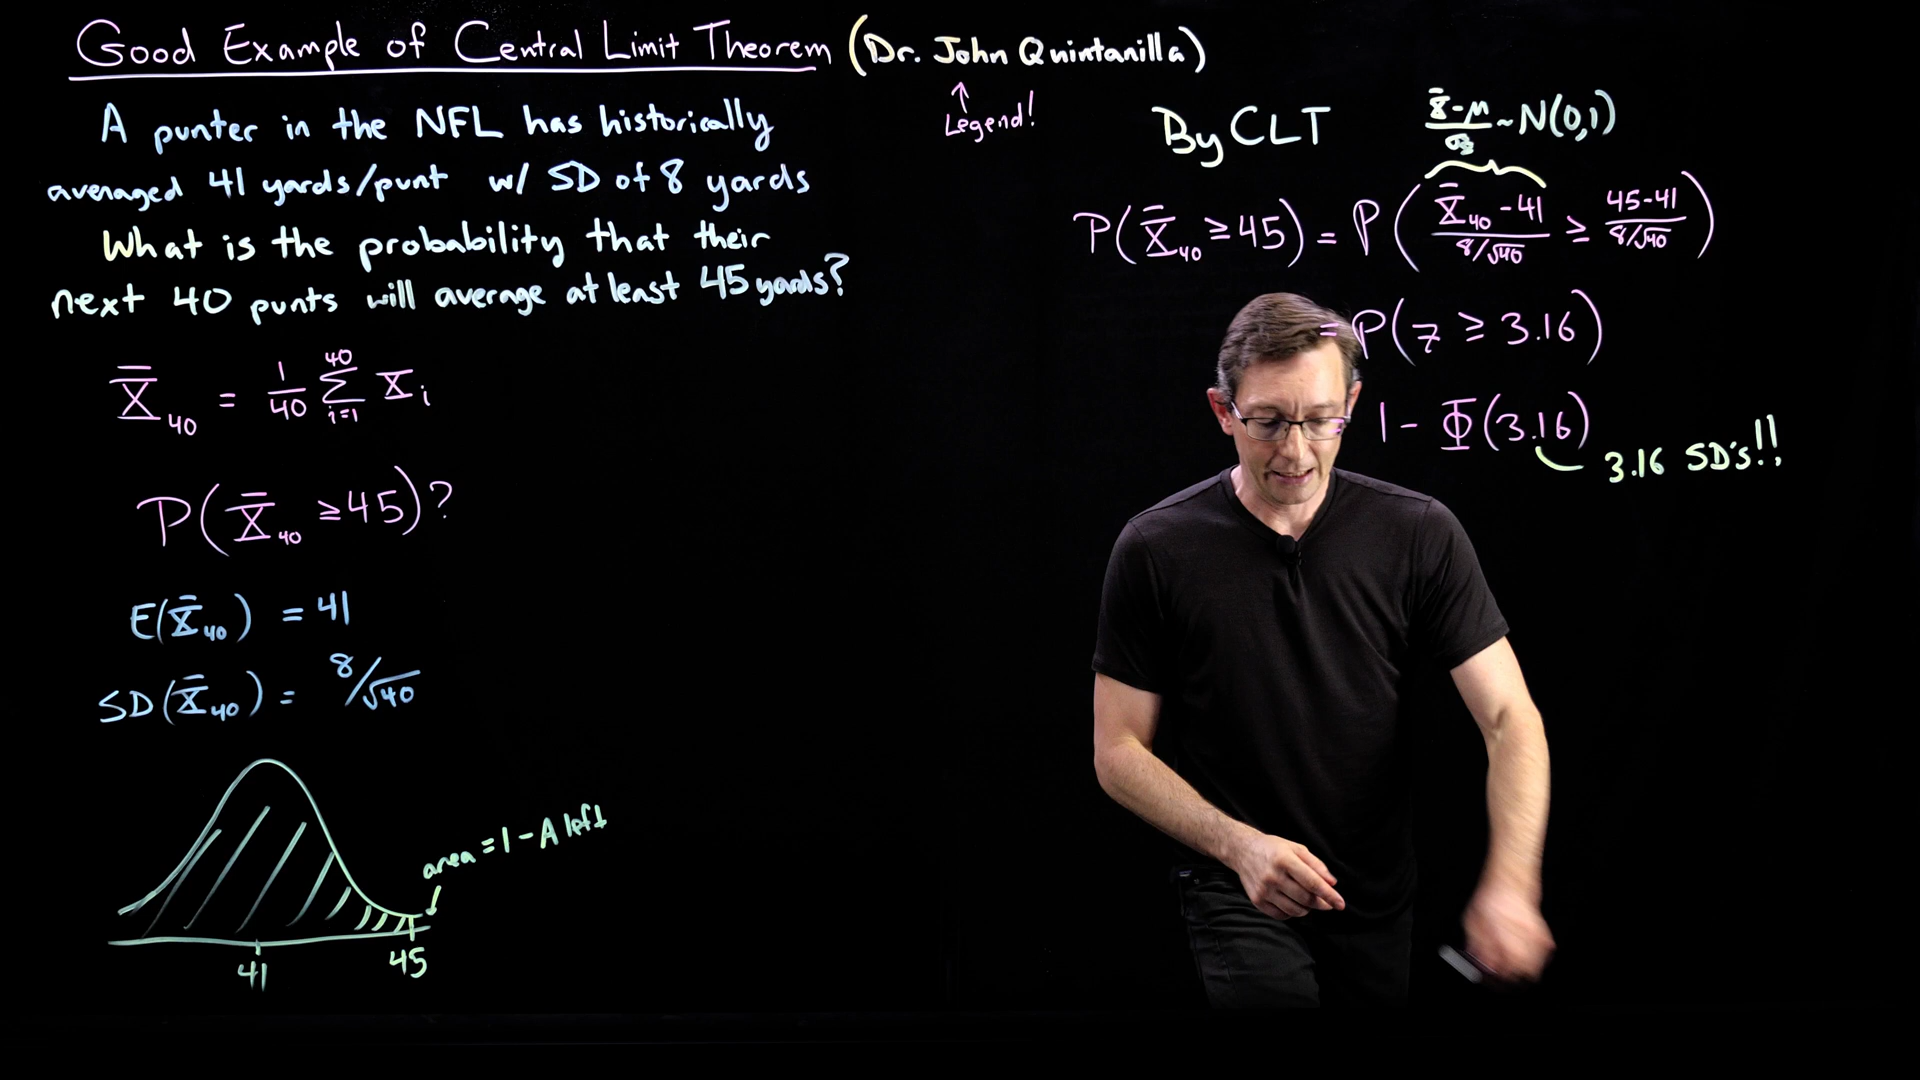 Good Example of Central Limit Theorem (Dr. John Quintanilla)
↑
Legend!
A punter in the NFL has historically
averaged 41 yards/punt w/ SD of 8 yards
What is the probability that their
next 40 punts will average at least 45 yards?
X̄₄₀ = 1/40 ∑_{i=1}^{40} Xᵢ
P(X̄₄₀ ≥ 45)?
E(X̄₄₀) = 41
SD(X̄₄₀) = 8/√40
area = 1 - A left
41
45
By CLT
(x̄ - μ)/σ_x̄ ~ N(0,1)
P(X̄₄₀ ≥ 45) = P((X̄₄₀ - 41)/(8/√40) ≥ (45-41)/(8/√40))
= P(z ≥ 3.16)
= 1 - Φ(3.16)
3.16 SD's!!